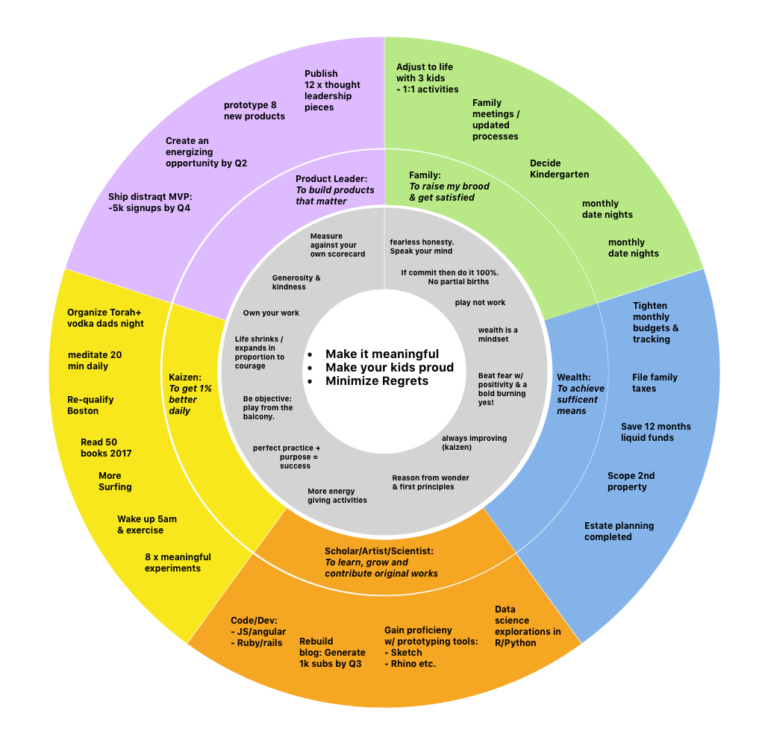 Publish
12 x thought
leadership
pieces
prototype 8
new products
Create an
energizing
opportunity by Q2
Ship distraqt MVP:
-5k signups by Q4
Product Leader:
To build products
that matter
Adjust to life
with 3 kids
- 1:1 activities
Family
meetings /
updated
processes
Decide
Kindergarten
monthly
date nights
monthly
date nights
Family:
To raise my brood
& get satisfied
Tighten
monthly
budgets &
tracking
File family
taxes
Save 12 months
liquid funds
Scope 2nd
property
Estate planning
completed
Wealth:
To achieve
sufficent
means
Scholar/Artist/Scientist:
To learn, grow and
contribute original works
Code/Dev:
- JS/angular
- Ruby/rails
Rebuild
blog: Generate
1k subs by Q3
Gain proficieny
w/ prototyping tools:
- Sketch
- Rhino etc.
Data
science
explorations in
R/Python
Organize Torah+
vodka dads night
meditate 20
min daily
Re-qualify
Boston
Read 50
books 2017
More
Surfing
Wake up 5am
& exercise
8 x meaningful
experiments
Kaizen:
To get 1%
better
daily
Measure
against your
own scorecard
Generosity &
kindness
Own your work
Life shrinks /
expands in
proportion to
courage
Be objective:
play from the
balcony.
perfect practice +
purpose =
success
More energy
giving activities
fearless honesty.
Speak your mind
If commit then do it 100%.
No partial births
play not work
wealth is a
mindset
Beat fear w/
positivity & a
bold burning
yes!
always improving
(kaizen)
Reason from wonder
& first principles
• Make it meaningful
• Make your kids proud
• Minimize Regrets